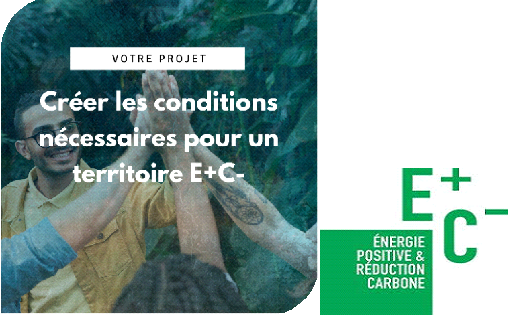 VOTRE PROJET
Créer les conditions
nécessaires pour un
territoire E+C-
E+
C-
ÉNERGIE
POSITIVE &
RÉDUCTION
CARBONE